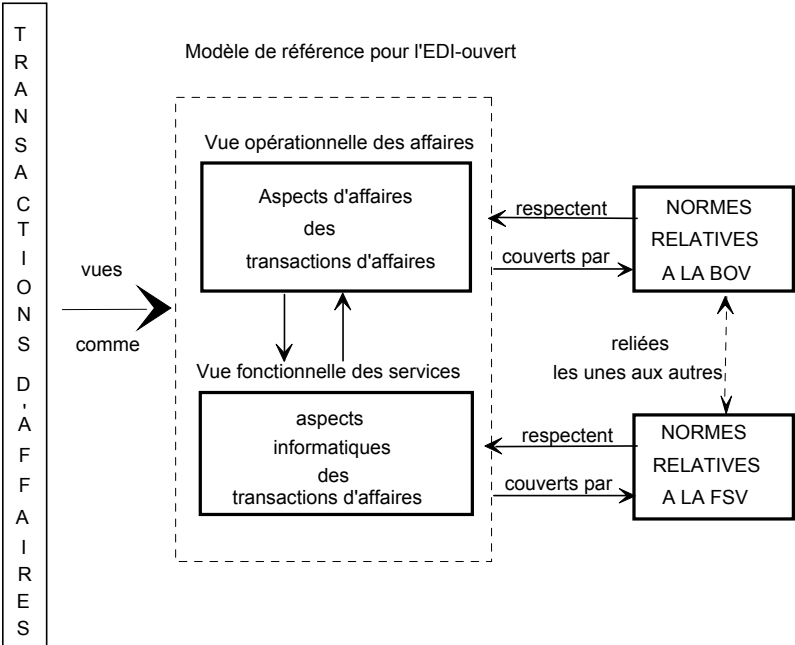 TRANSACTIONS D'AFFAIRES
Modèle de référence pour l'EDI-ouvert
vues
comme
Vue opérationnelle des affaires
Aspects d'affaires
des
transactions d'affaires
respectent
couverts par
NORMES
RELATIVES
A LA BOV
reliées
les unes aux autres
Vue fonctionnelle des services
aspects
informatiques
des
transactions d'affaires
respectent
couverts par
NORMES
RELATIVES
A LA FSV